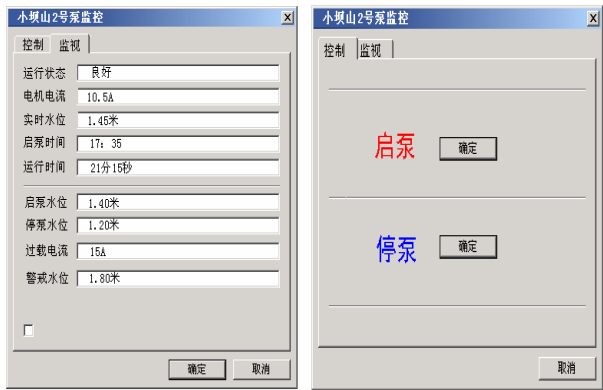 小坝山2号泵监控
控制 监视
运行状态 良好
电机电流 10.5A
实时水位 1.45米
启泵时间 17: 35
运行时间 21分15秒
启泵水位 1.40米
停泵水位 1.20米
过载电流 15A
警戒水位 1.80米
确定 取消
小坝山2号泵监控
控制 监视
启泵 确定
停泵 确定
取消